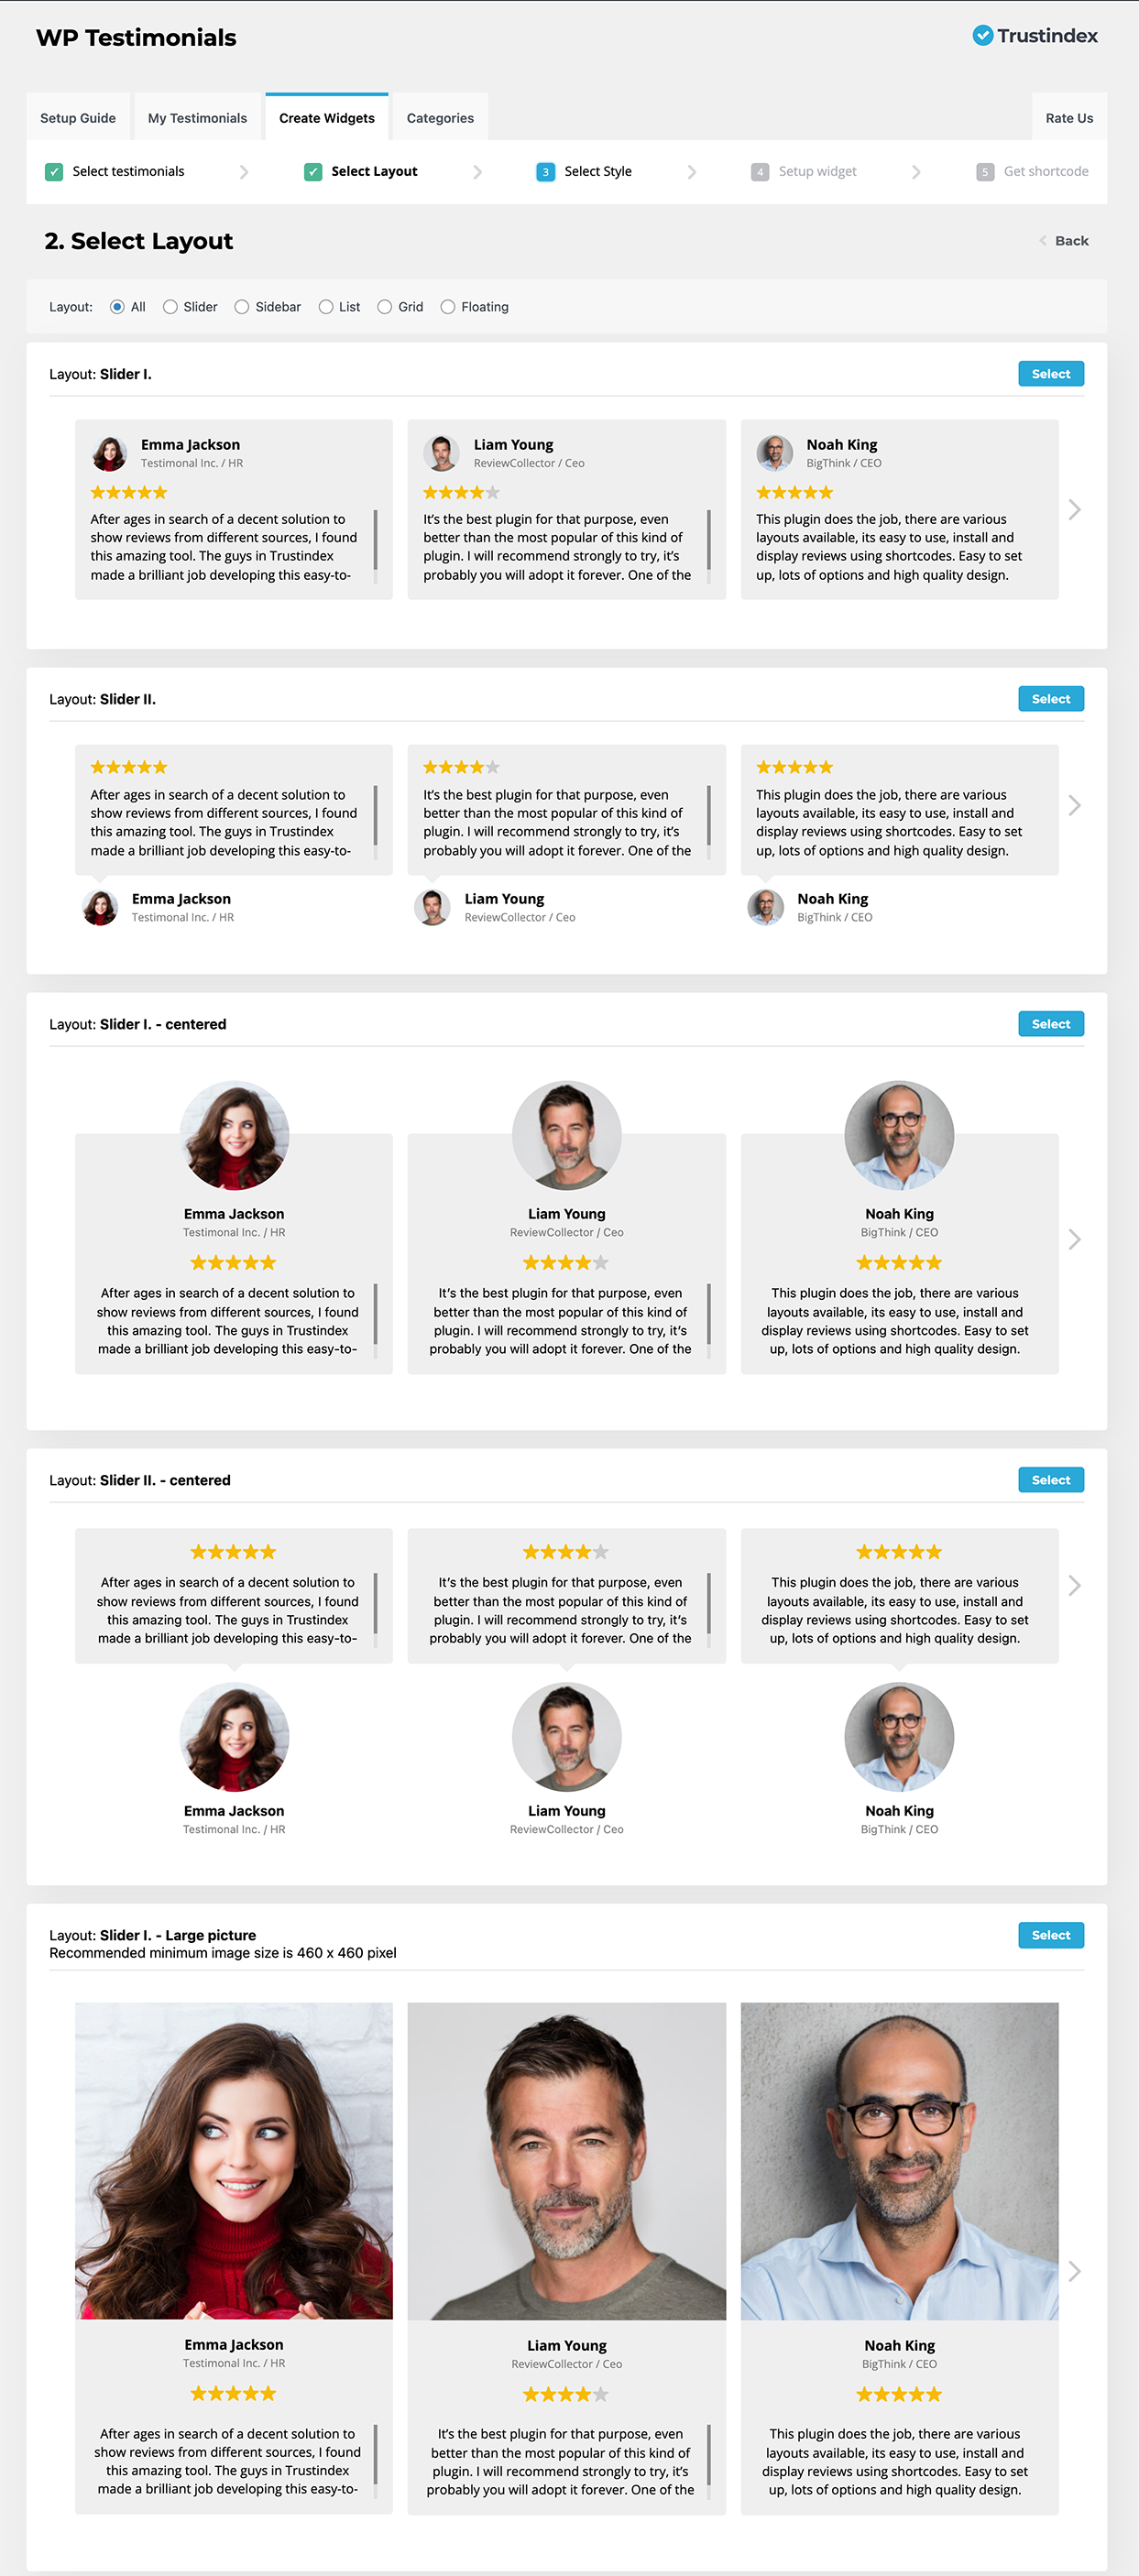 WP Testimonials
Trustindex
Setup Guide
My Testimonials
Create Widgets
Categories
Rate Us
Select testimonials
Select Layout
3 Select Style
4 Setup widget
5 Get shortcode
2. Select Layout
Back
Layout: All Slider Sidebar List Grid Floating
Layout: Slider I.
Select
Emma Jackson
Testimonal Inc. / HR
After ages in search of a decent solution to
show reviews from different sources, I found
this amazing tool. The guys in Trustindex
made a brilliant job developing this easy-to-
Liam Young
ReviewCollector / Ceo
It's the best plugin for that purpose, even
better than the most popular of this kind of
plugin. I will recommend strongly to try, it's
probably you will adopt it forever. One of the
Noah King
BigThink / CEO
This plugin does the job, there are various
layouts available, its easy to use, install and
display reviews using shortcodes. Easy to set
up, lots of options and high quality design.
Layout: Slider II.
Select
After ages in search of a decent solution to
show reviews from different sources, I found
this amazing tool. The guys in Trustindex
made a brilliant job developing this easy-to-
Emma Jackson
Testimonal Inc. / HR
It's the best plugin for that purpose, even
better than the most popular of this kind of
plugin. I will recommend strongly to try, it's
probably you will adopt it forever. One of the
Liam Young
ReviewCollector / Ceo
This plugin does the job, there are various
layouts available, its easy to use, install and
display reviews using shortcodes. Easy to set
up, lots of options and high quality design.
Noah King
BigThink / CEO
Layout: Slider I. - centered
Select
Emma Jackson
Testimonal Inc. / HR
After ages in search of a decent solution to
show reviews from different sources, I found
this amazing tool. The guys in Trustindex
made a brilliant job developing this easy-to-
Liam Young
ReviewCollector / Ceo
It's the best plugin for that purpose, even
better than the most popular of this kind of
plugin. I will recommend strongly to try, it's
probably you will adopt it forever. One of the
Noah King
BigThink / CEO
This plugin does the job, there are various
layouts available, its easy to use, install and
display reviews using shortcodes. Easy to set
up, lots of options and high quality design.
Layout: Slider II. - centered
Select
After ages in search of a decent solution to
show reviews from different sources, I found
this amazing tool. The guys in Trustindex
made a brilliant job developing this easy-to-
Emma Jackson
Testimonal Inc. / HR
It's the best plugin for that purpose, even
better than the most popular of this kind of
plugin. I will recommend strongly to try, it's
probably you will adopt it forever. One of the
Liam Young
ReviewCollector / Ceo
This plugin does the job, there are various
layouts available, its easy to use, install and
display reviews using shortcodes. Easy to set
up, lots of options and high quality design.
Noah King
BigThink / CEO
Layout: Slider I. - Large picture
Recommended minimum image size is 460 x 460 pixel
Select
Emma Jackson
Testimonal Inc. / HR
After ages in search of a decent solution to
show reviews from different sources, I found
this amazing tool. The guys in Trustindex
made a brilliant job developing this easy-to-
Liam Young
ReviewCollector / Ceo
It's the best plugin for that purpose, even
better than the most popular of this kind of
plugin. I will recommend strongly to try, it's
probably you will adopt it forever. One of the
Noah King
BigThink / CEO
This plugin does the job, there are various
layouts available, its easy to use, install and
display reviews using shortcodes. Easy to set
up, lots of options and high quality design.